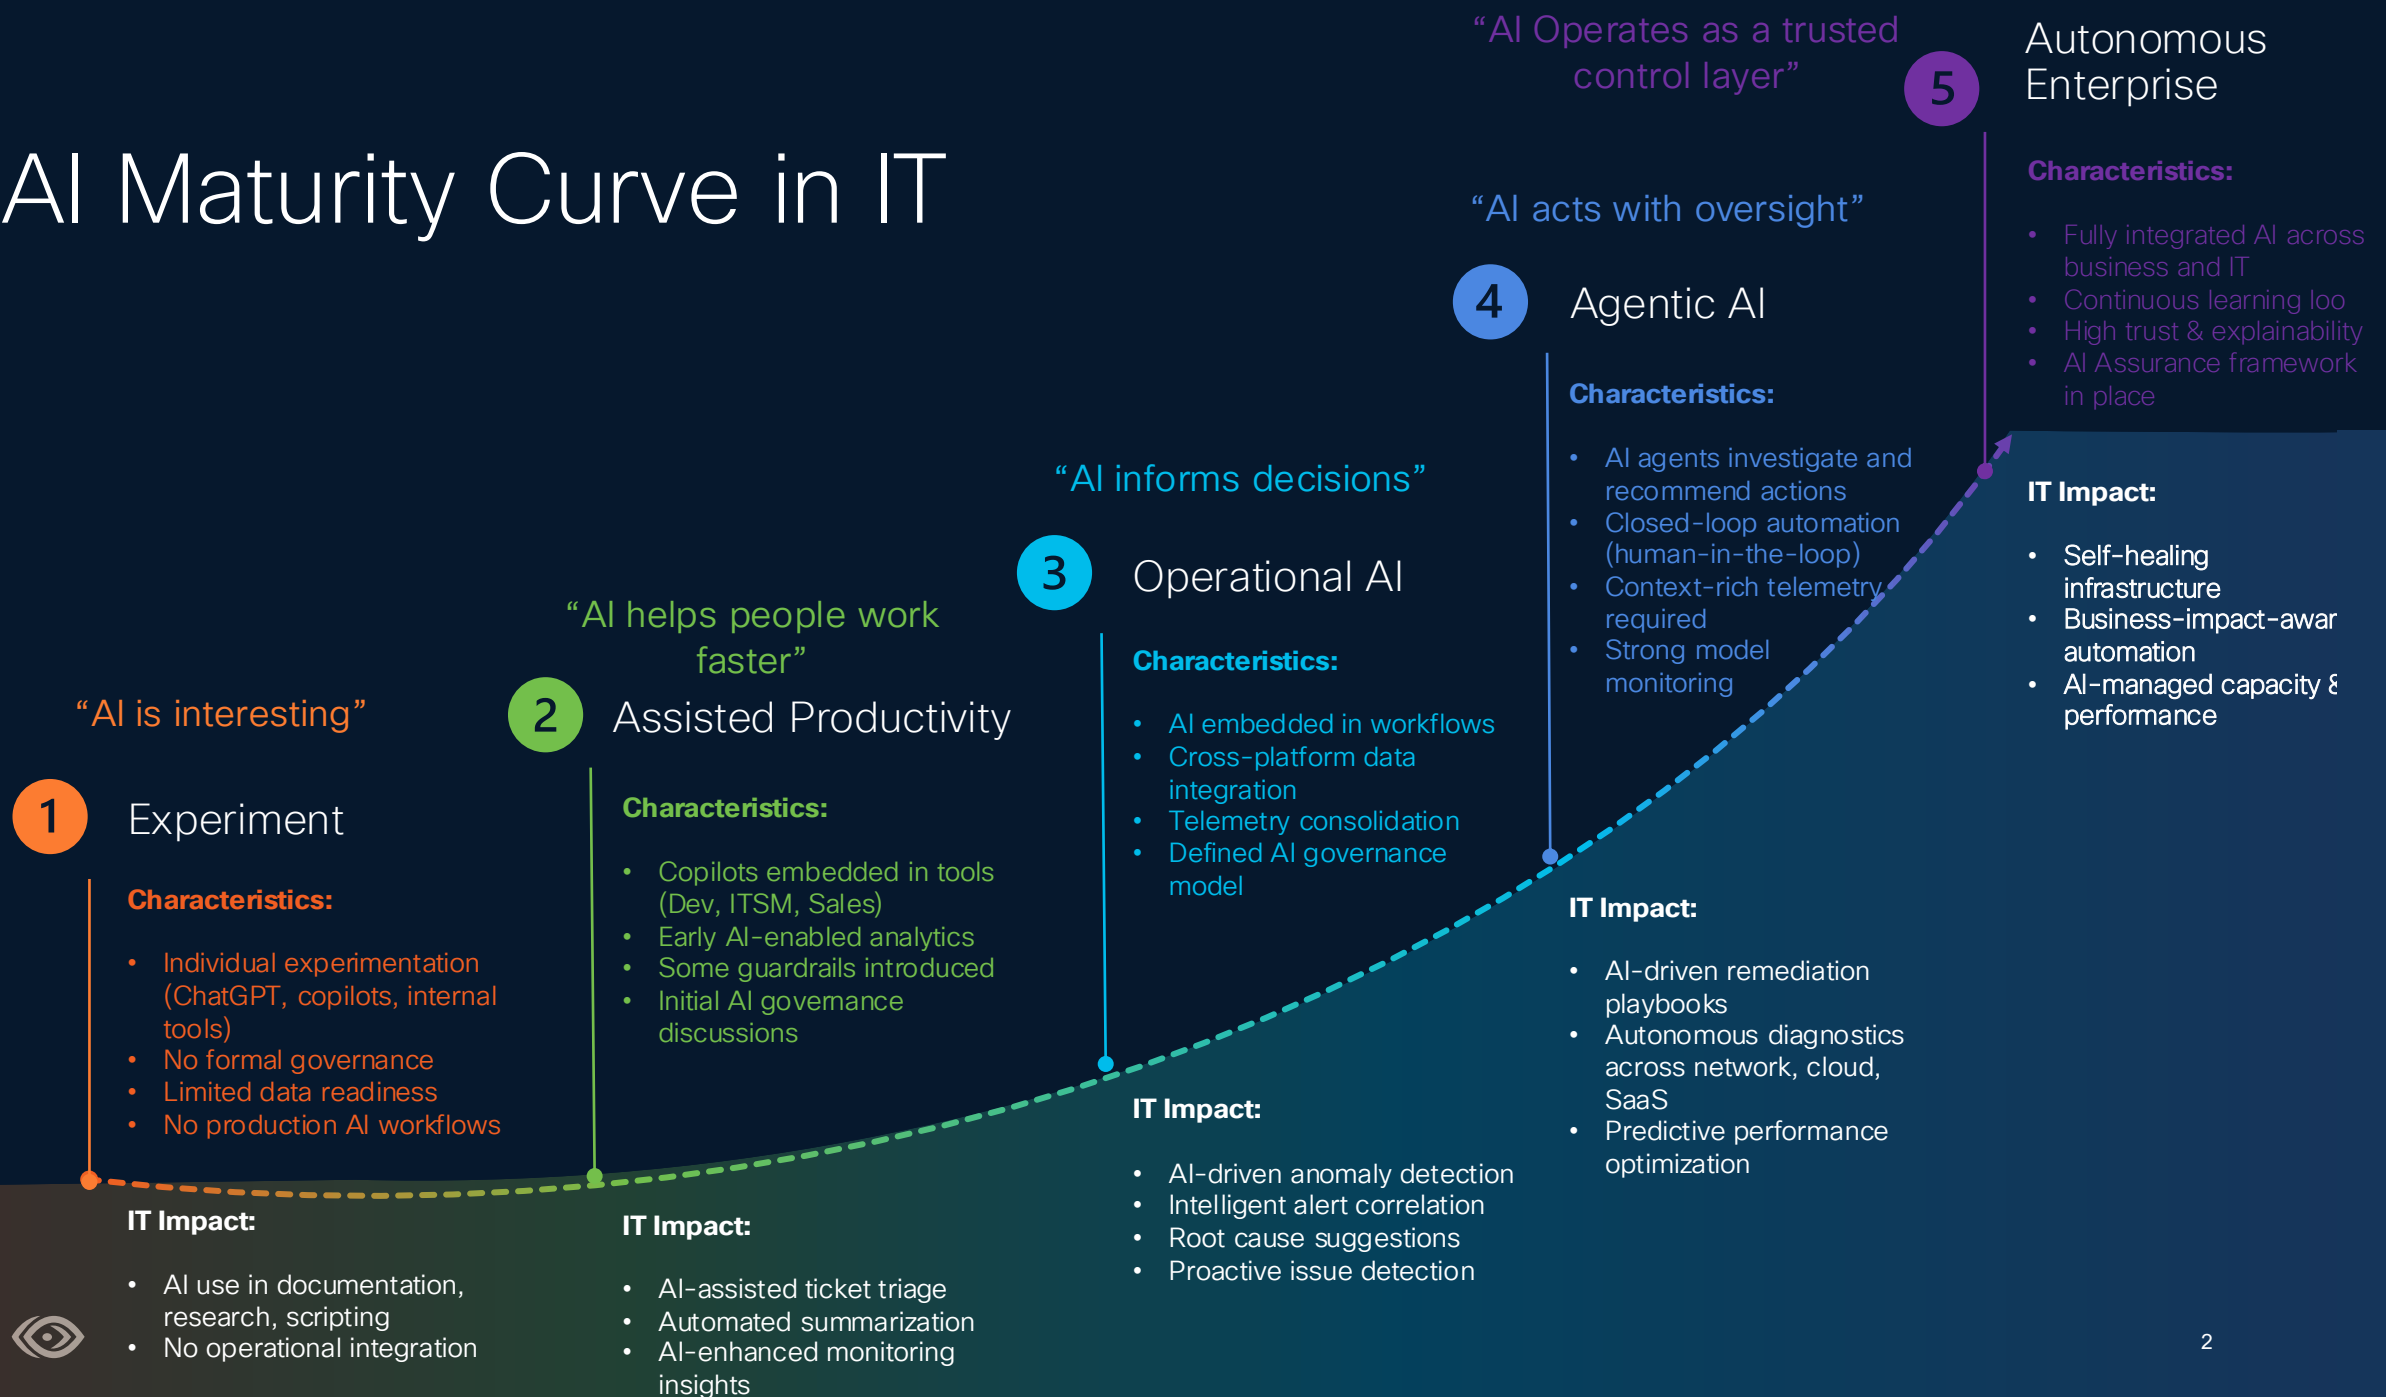 AI Maturity Curve in IT
“AI is interesting”
1
Experiment
Characteristics:
• Individual experimentation
(ChatGPT, copilots, internal
tools)
• No formal governance
• Limited data readiness
• No production AI workflows
IT Impact:
• AI use in documentation,
research, scripting
• No operational integration
“AI helps people work
faster”
2
Assisted Productivity
Characteristics:
• Copilots embedded in tools
(Dev, ITSM, Sales)
• Early AI-enabled analytics
• Some guardrails introduced
• Initial AI governance
discussions
IT Impact:
• AI-assisted ticket triage
• Automated summarization
• AI-enhanced monitoring
insights
“AI informs decisions”
3
Operational AI
Characteristics:
• AI embedded in workflows
• Cross-platform data
integration
• Telemetry consolidation
• Defined AI governance
model
IT Impact:
• AI-driven anomaly detection
• Intelligent alert correlation
• Root cause suggestions
• Proactive issue detection
“AI acts with oversight”
4
Agentic AI
Characteristics:
• AI agents investigate and
recommend actions
• Closed-loop automation
(human-in-the-loop)
• Context-rich telemetry
required
• Strong model
monitoring
IT Impact:
• AI-driven remediation
playbooks
• Autonomous diagnostics
across network, cloud,
SaaS
• Predictive performance
optimization
“AI Operates as a trusted
control layer”
5
Autonomous
Enterprise
Characteristics:
• Fully integrated AI across
business and IT
• Continuous learning loo
• High trust & explainability
• AI Assurance framework
in place
IT Impact:
• Self-healing
infrastructure
• Business-impact-awar
automation
• AI-managed capacity &
performance
2